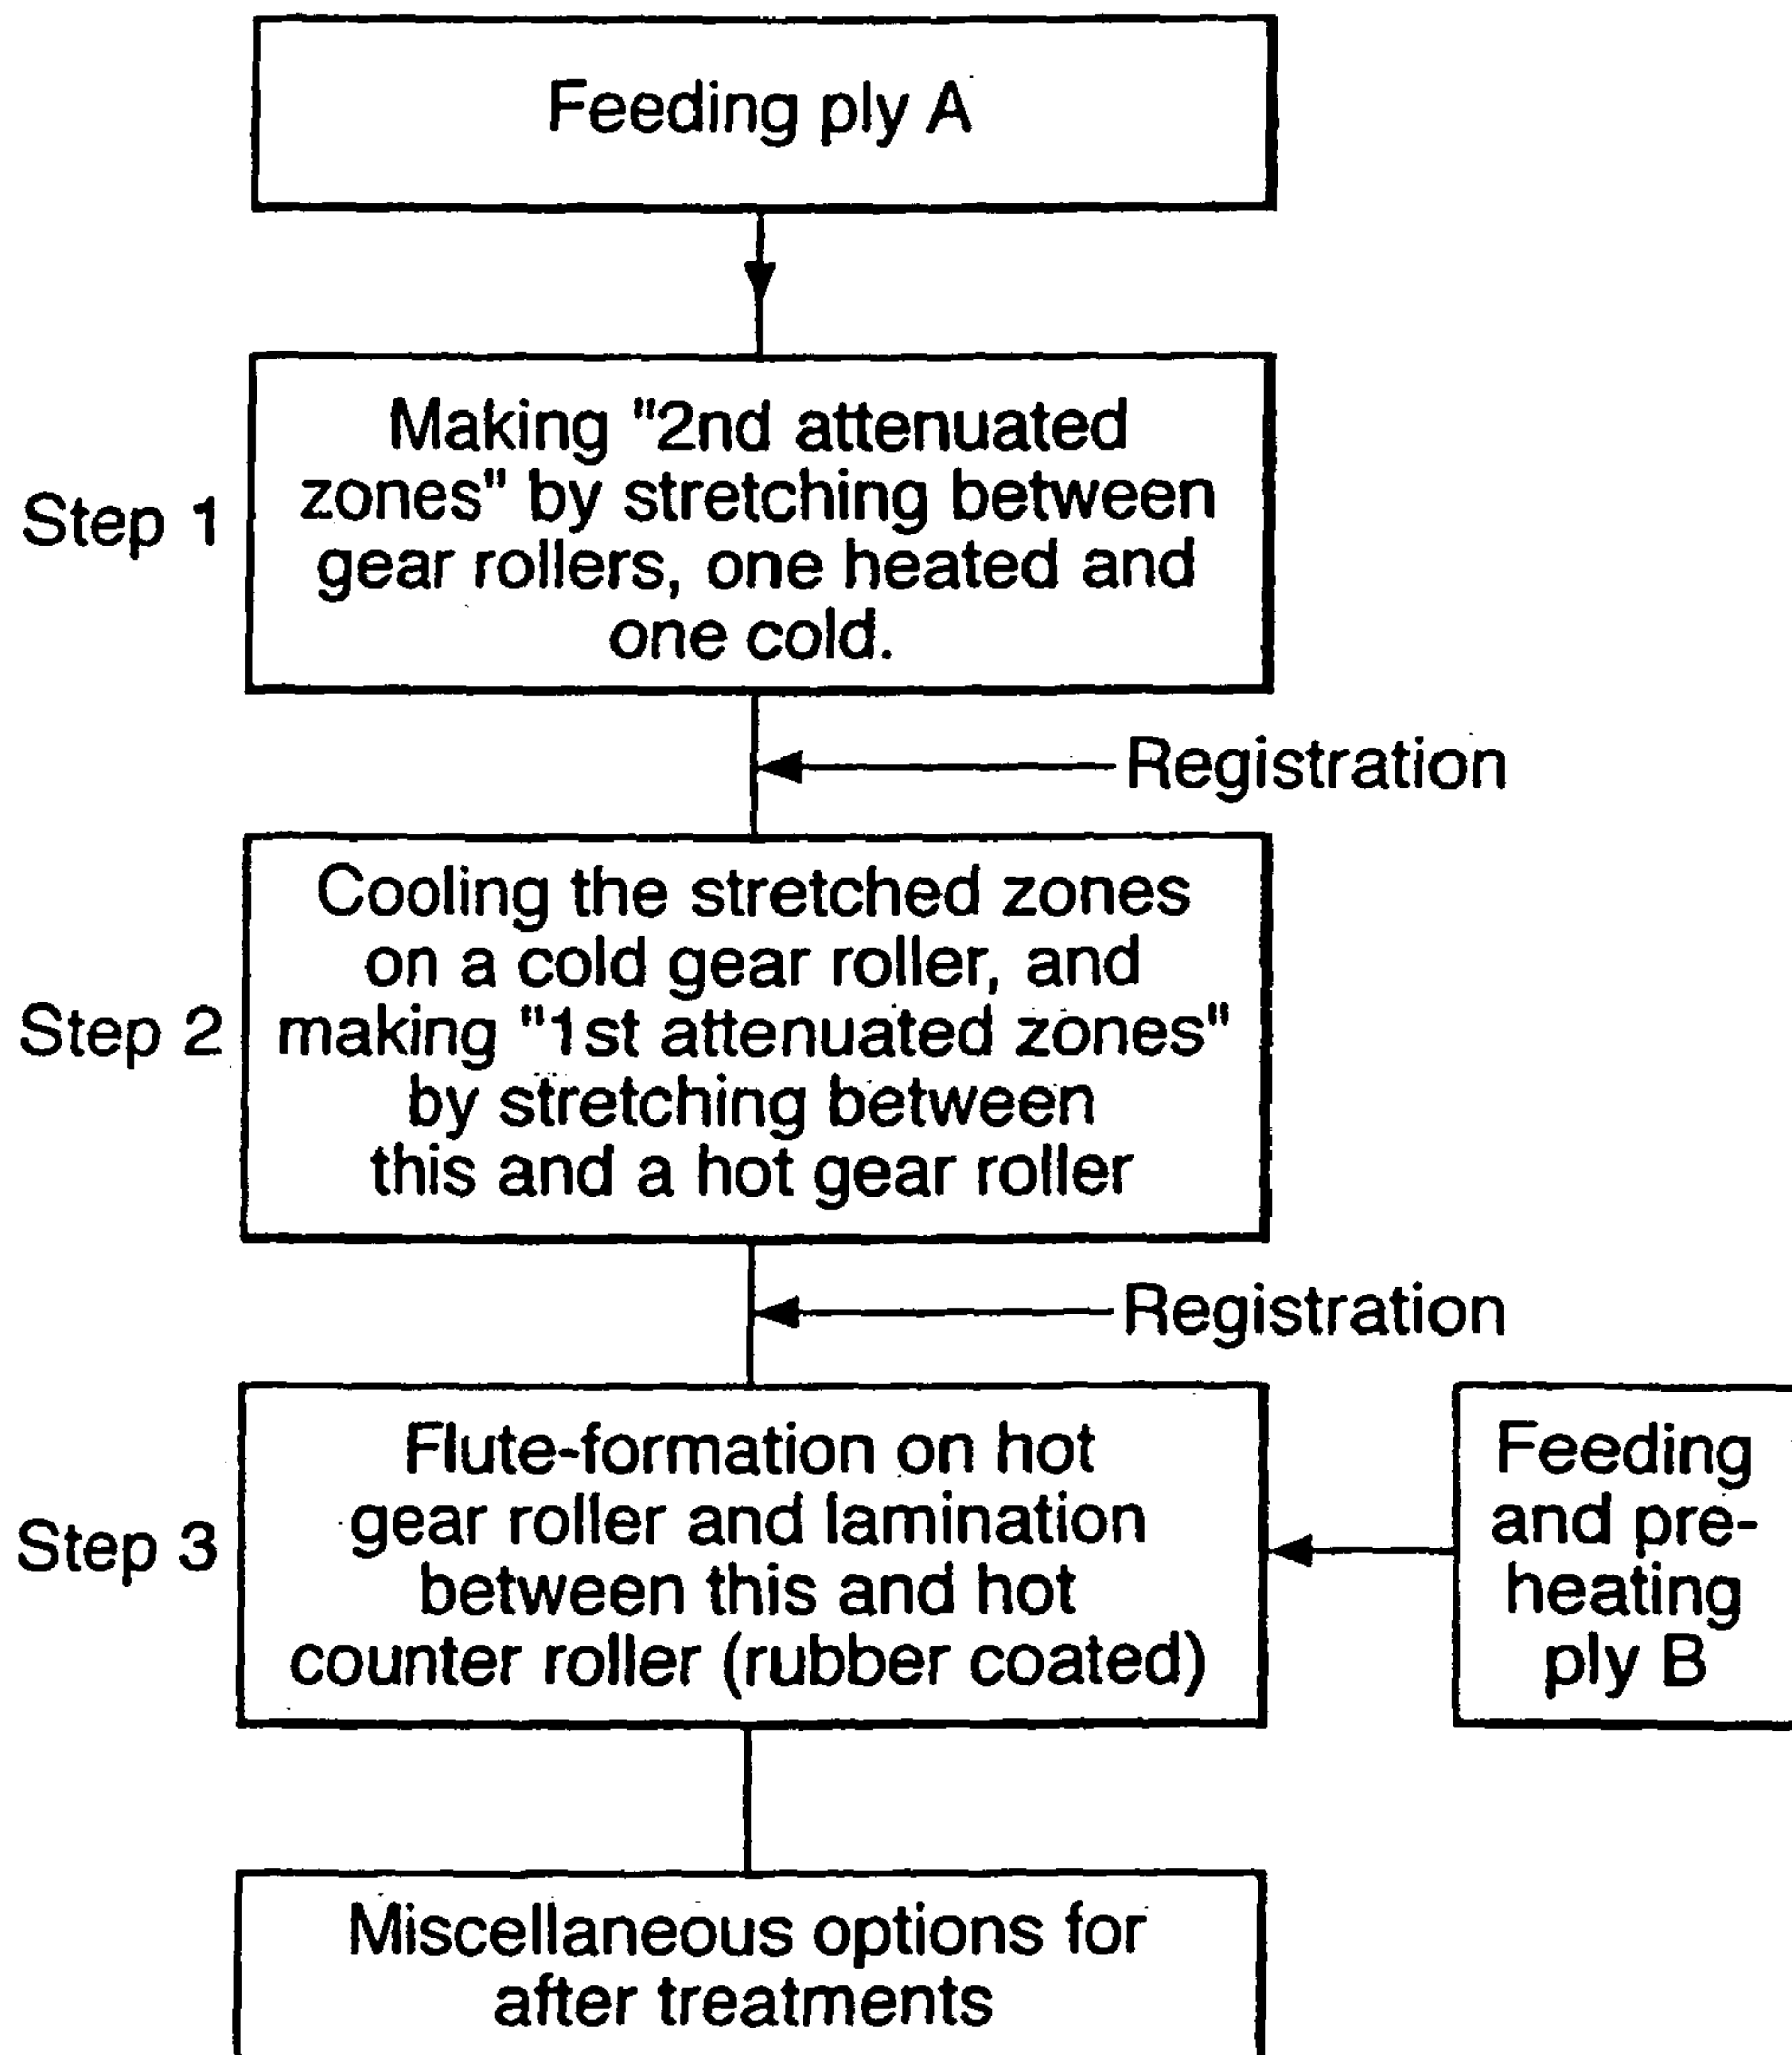 Feeding ply A
Step 1
Making "2nd attenuated
zones" by stretching between
gear rollers, one heated and
one cold.
Registration
Step 2
Cooling the stretched zones
on a cold gear roller, and
making "1st attenuated zones"
by stretching between
this and a hot gear roller
Registration
Step 3
Flute-formation on hot
gear roller and lamination
between this and hot
counter roller (rubber coated)
Feeding
and pre-
heating
ply B
Miscellaneous options for
after treatments